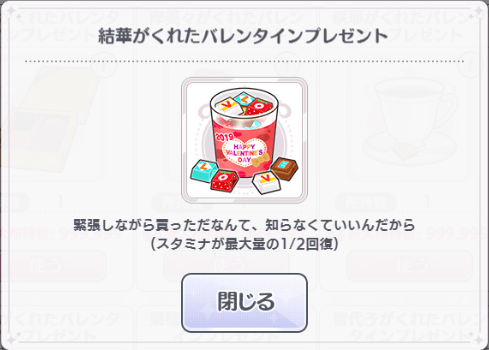 結華がくれたバレンタインプレゼント
2019
HAPPY
VALENTINE'S
DAY
L
O
V
緊張しながら買っただなんて、知らなくていいんだから
(スタミナが最大量の1/2回復)
閉じる